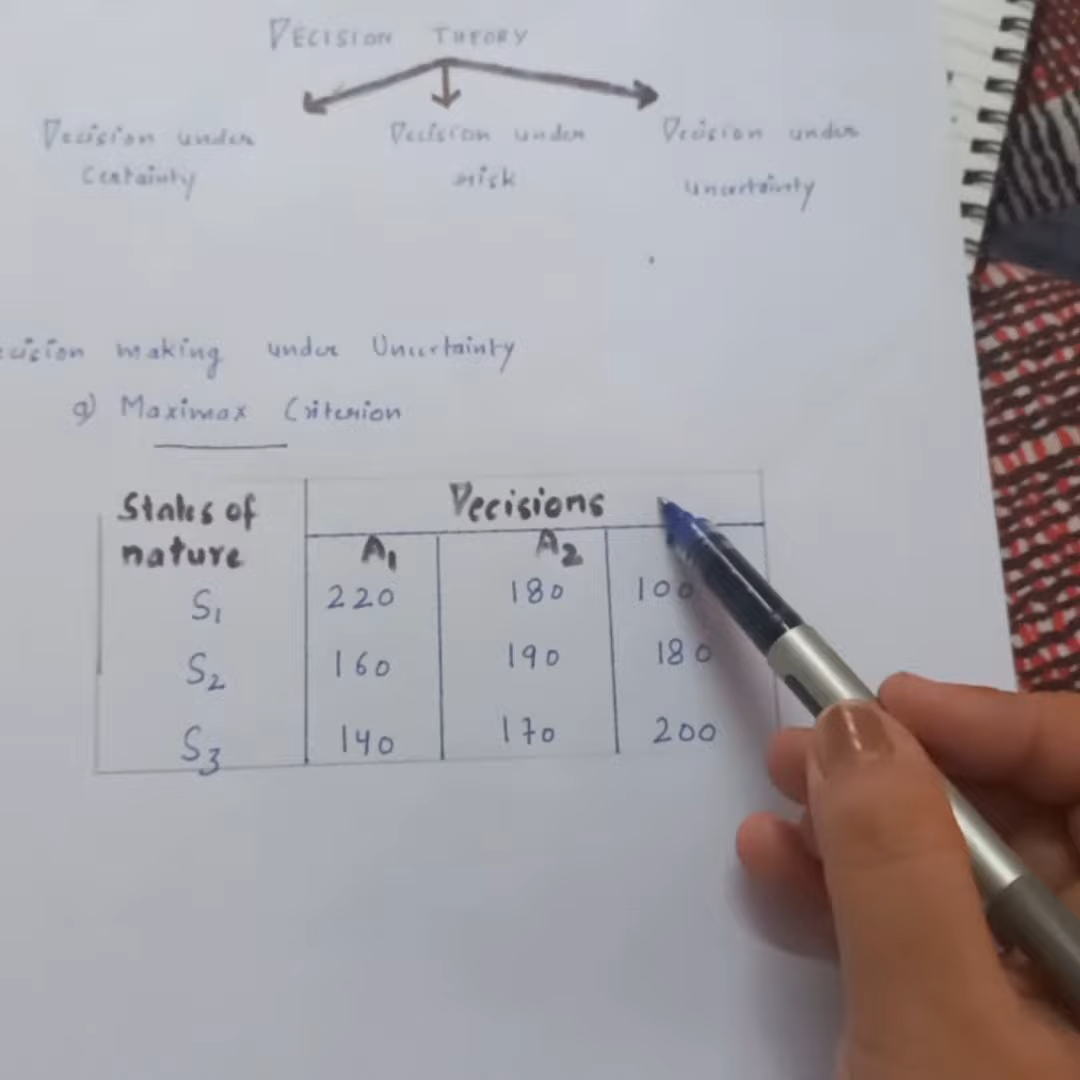 DECISION THEORY
Decision under Decision under Decision under
Certainty risk uncertainty
cision making under Uncertainty
a) Maximax Criterion
States of Decisions
nature A1 A2
S1 220 180 100
S2 160 190 180
S3 140 170 200